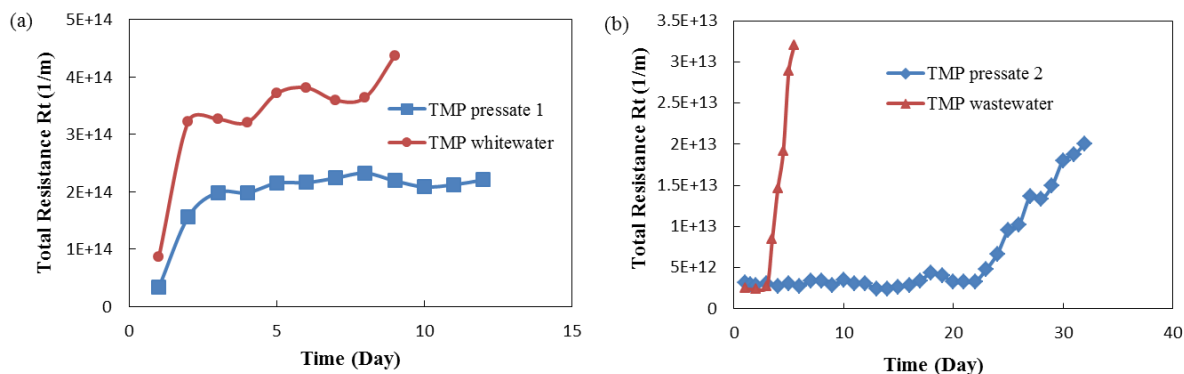 (a)
Total Resistance Rt (1/m)
5E+14
4E+14
3E+14
2E+14
1E+14
0
0 5 10 15
Time (Day)
TMP pressate 1
TMP whitewater
(b)
Total Resistance Rt (1/m)
3.5E+13
3E+13
2.5E+13
2E+13
1.5E+13
1E+13
5E+12
0
0 10 20 30 40
Time (Day)
TMP pressate 2
TMP wastewater